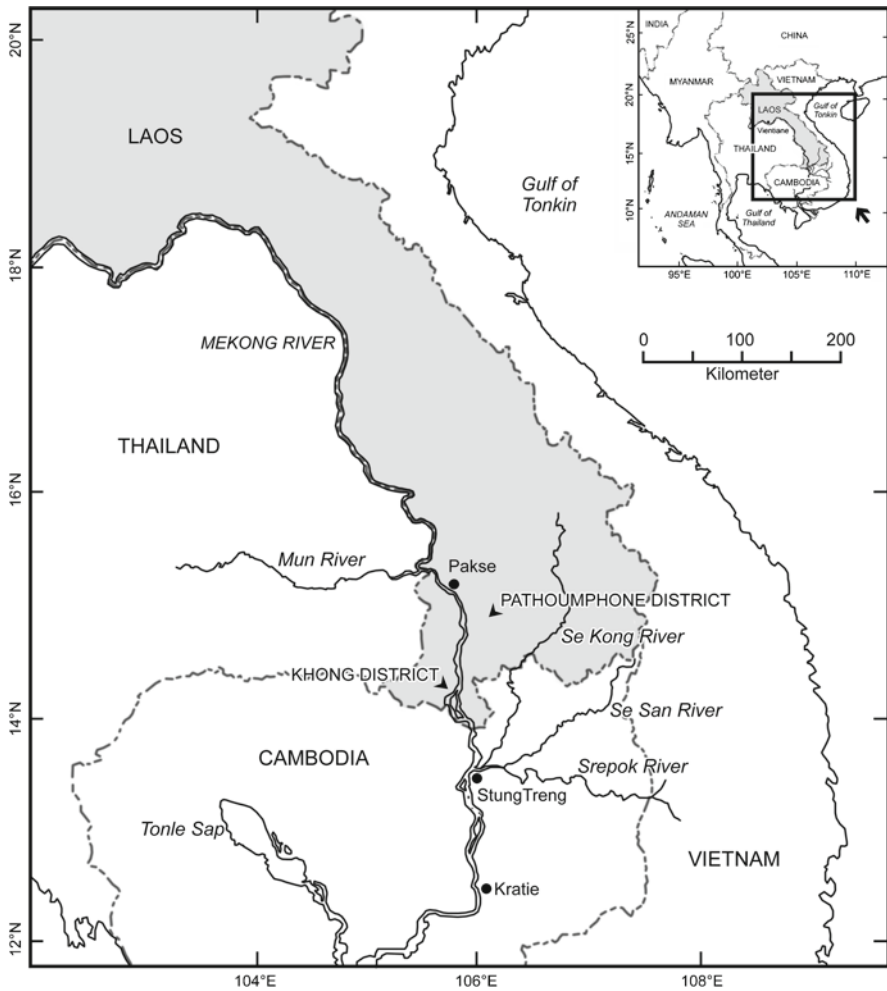 20°N
18°N
16°N
14°N
12°N
104°E
106°E
108°E
LAOS
Gulf of
Tonkin
MEKONG RIVER
THAILAND
Mun River
Pakse
PATHOUMPHONE DISTRICT
Se Kong River
KHONG DISTRICT
Se San River
CAMBODIA
Srepok River
StungTreng
Tonle Sap
VIETNAM
Kratie
25°N
20°N
15°N
10°N
95°E
100°E
105°E
110°E
INDIA
CHINA
MYANMAR
VIETNAM
LAOS
Gulf of
Tonkin
Vientiane
THAILAND
CAMBODIA
ANDAMAN
SEA
Gulf of
Thailand
0 100 200
Kilometer